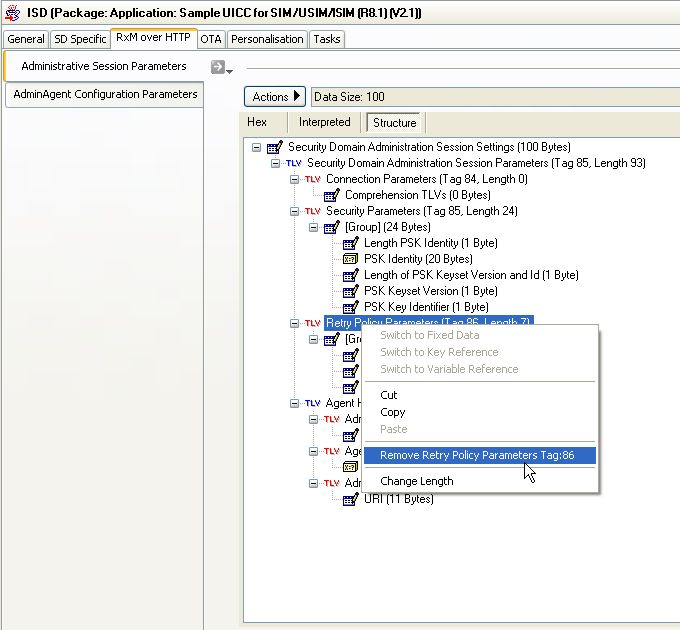 ISD (Package: Application: Sample UICC for SIM/USIM/ISIM (R8.1) (V2.1))
General SD Specific RxM over HTTP OTA Personalisation Tasks
Administrative Session Parameters
AdminAgent Configuration Parameters
Actions Data Size: 100
Hex Interpreted Structure
Security Domain Administration Session Settings (100 Bytes)
TLV Security Domain Administration Session Parameters (Tag 85, Length 93)
TLV Connection Parameters (Tag 84, Length 0)
Comprehension TLVs (0 Bytes)
TLV Security Parameters (Tag 85, Length 24)
[Group] (24 Bytes)
Length PSK Identity (1 Byte)
PSK Identity (20 Bytes)
Length of PSK Keyset Version and Id (1 Byte)
PSK Keyset Version (1 Byte)
PSK Key Identifier (1 Byte)
TLV Retry Policy Parameters (Tag 86, Length 7)
Switch to Fixed Data
[Gr
Switch to Key Reference
Switch to Variable Reference
Cut
TLV Agent H
Copy
TLV Adr
Paste
TLV Age
Remove Retry Policy Parameters Tag:86
TLV Adr
Change Length
URI (11 Bytes)